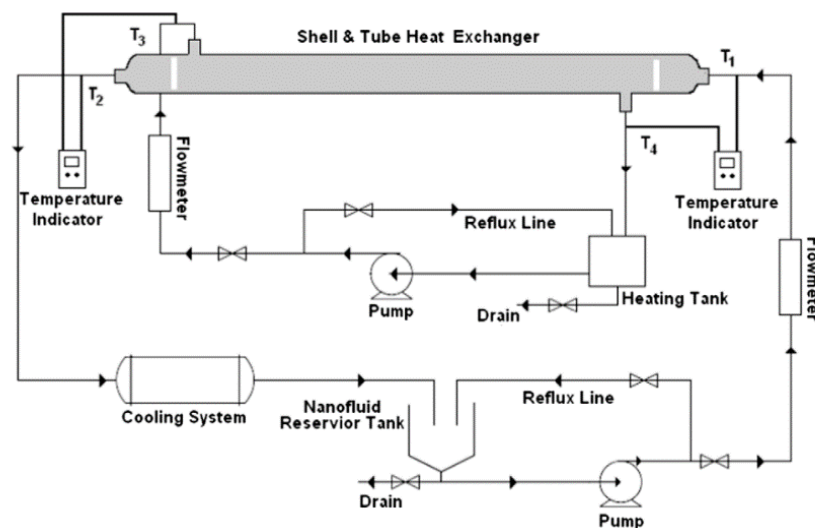 T3
Shell & Tube Heat Exchanger
T1
T2
Flowmeter
T4
Temperature
Indicator
Temperature
Indicator
Reflux Line
Flowmeter
Heating Tank
Pump
Drain
Cooling System
Nanofluid
Reservior Tank
Reflux Line
Drain
Pump